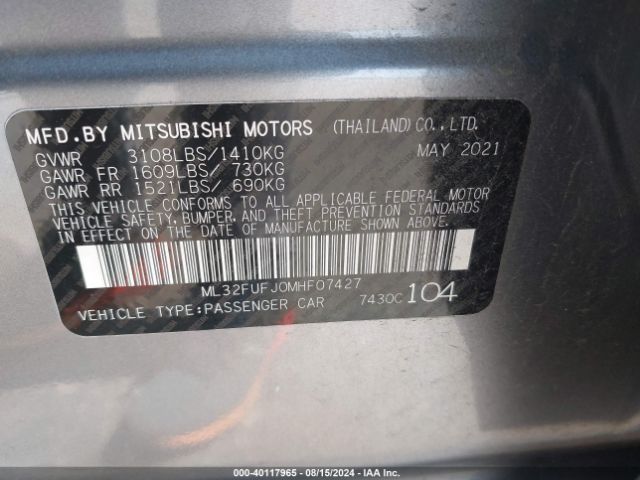 MFD.BY MITSUBISHI MOTORS (THAILAND)CO.,LTD.
GVWR 3108LBS/1410KG MAY 2021
GAWR FR 1609LBS/ 730KG
GAWR RR 1521LBS/ 690KG
THIS VEHICLE CONFORMS TO ALL APPLICABLE FEDERAL MOTOR
VEHICLE SAFETY, BUMPER, AND THEFT PREVENTION STANDARDS
IN EFFECT ON THE DATE OF MANUFACTURE SHOWN ABOVE.
ML32FUFJ0MHF07427
VEHICLE TYPE:PASSENGER CAR 7430C 104
000-40117965 - 08/15/2024 - IAA, Inc.